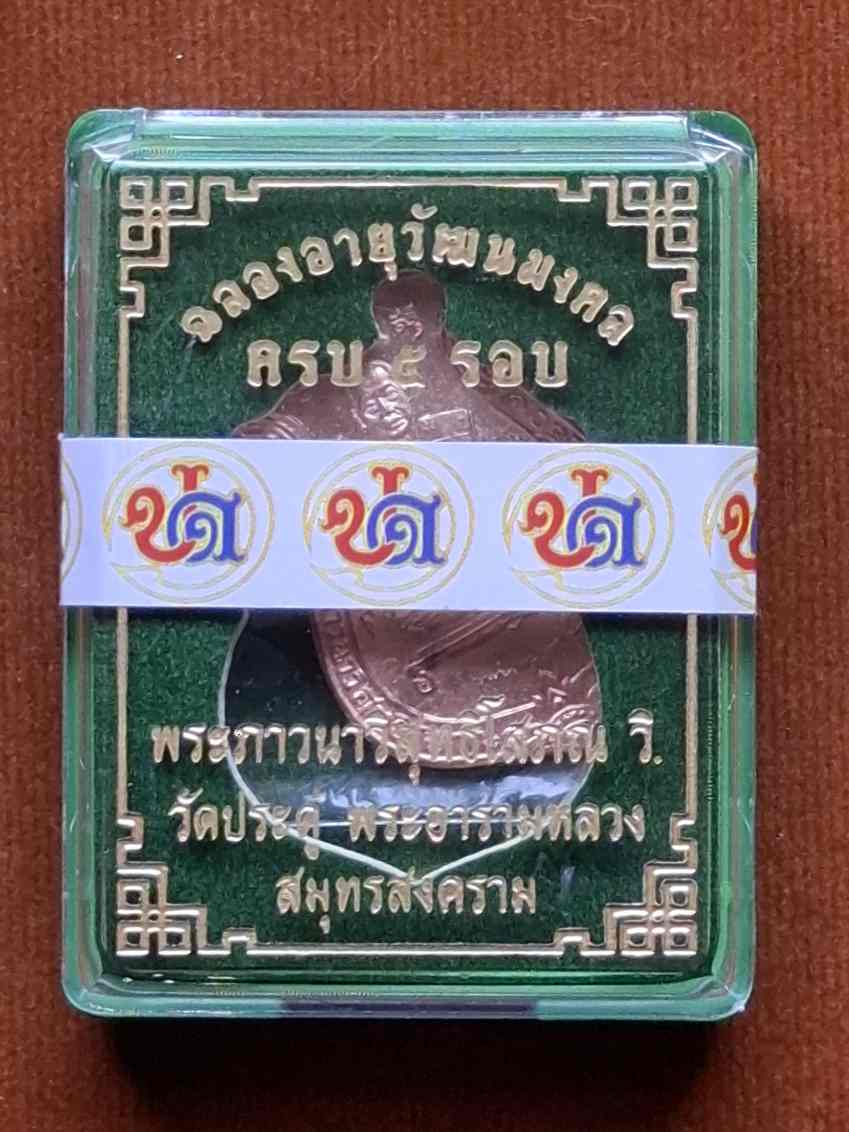 ฉลองอายุวัฒนมงคล
ครบ ๕ รอบ
พระภาวนาวิสุทธิโสภณ วิ.
วัดประดู่ พระอารามหลวง
สมุทรสงคราม